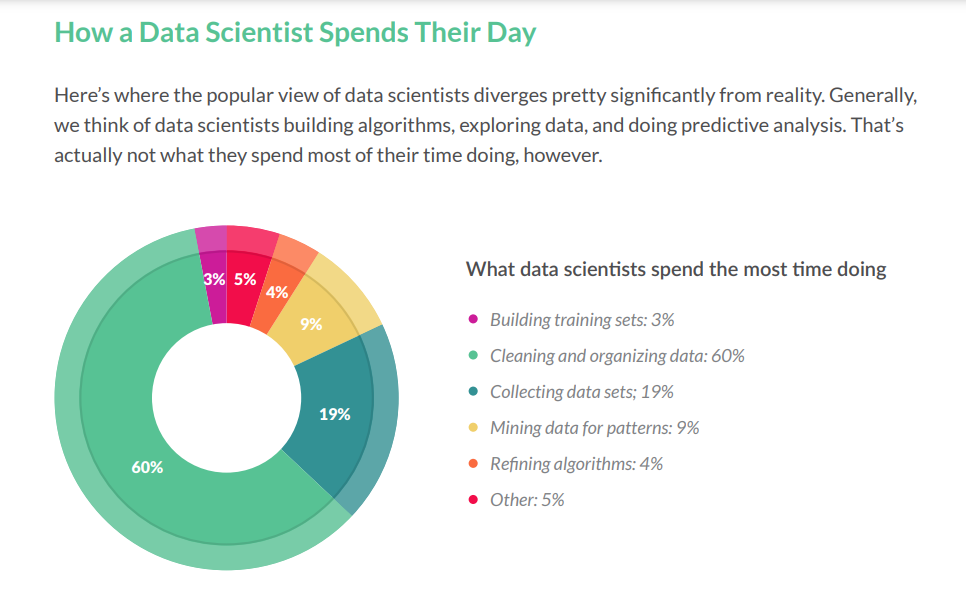 How a Data Scientist Spends Their Day
Here’s where the popular view of data scientists diverges pretty significantly from reality. Generally,
we think of data scientists building algorithms, exploring data, and doing predictive analysis. That’s
actually not what they spend most of their time doing, however.
3%
5%
4%
9%
19%
60%
What data scientists spend the most time doing
Building training sets: 3%
Cleaning and organizing data: 60%
Collecting data sets; 19%
Mining data for patterns: 9%
Refining algorithms: 4%
Other: 5%